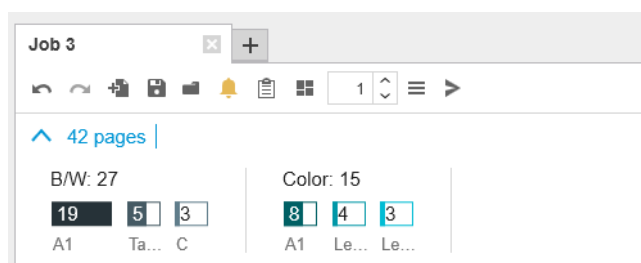 Job 3
1
42 pages
B/W: 27
Color: 15
19 5 3
8 4 3
A1 Ta... C
A1 Le... Le...